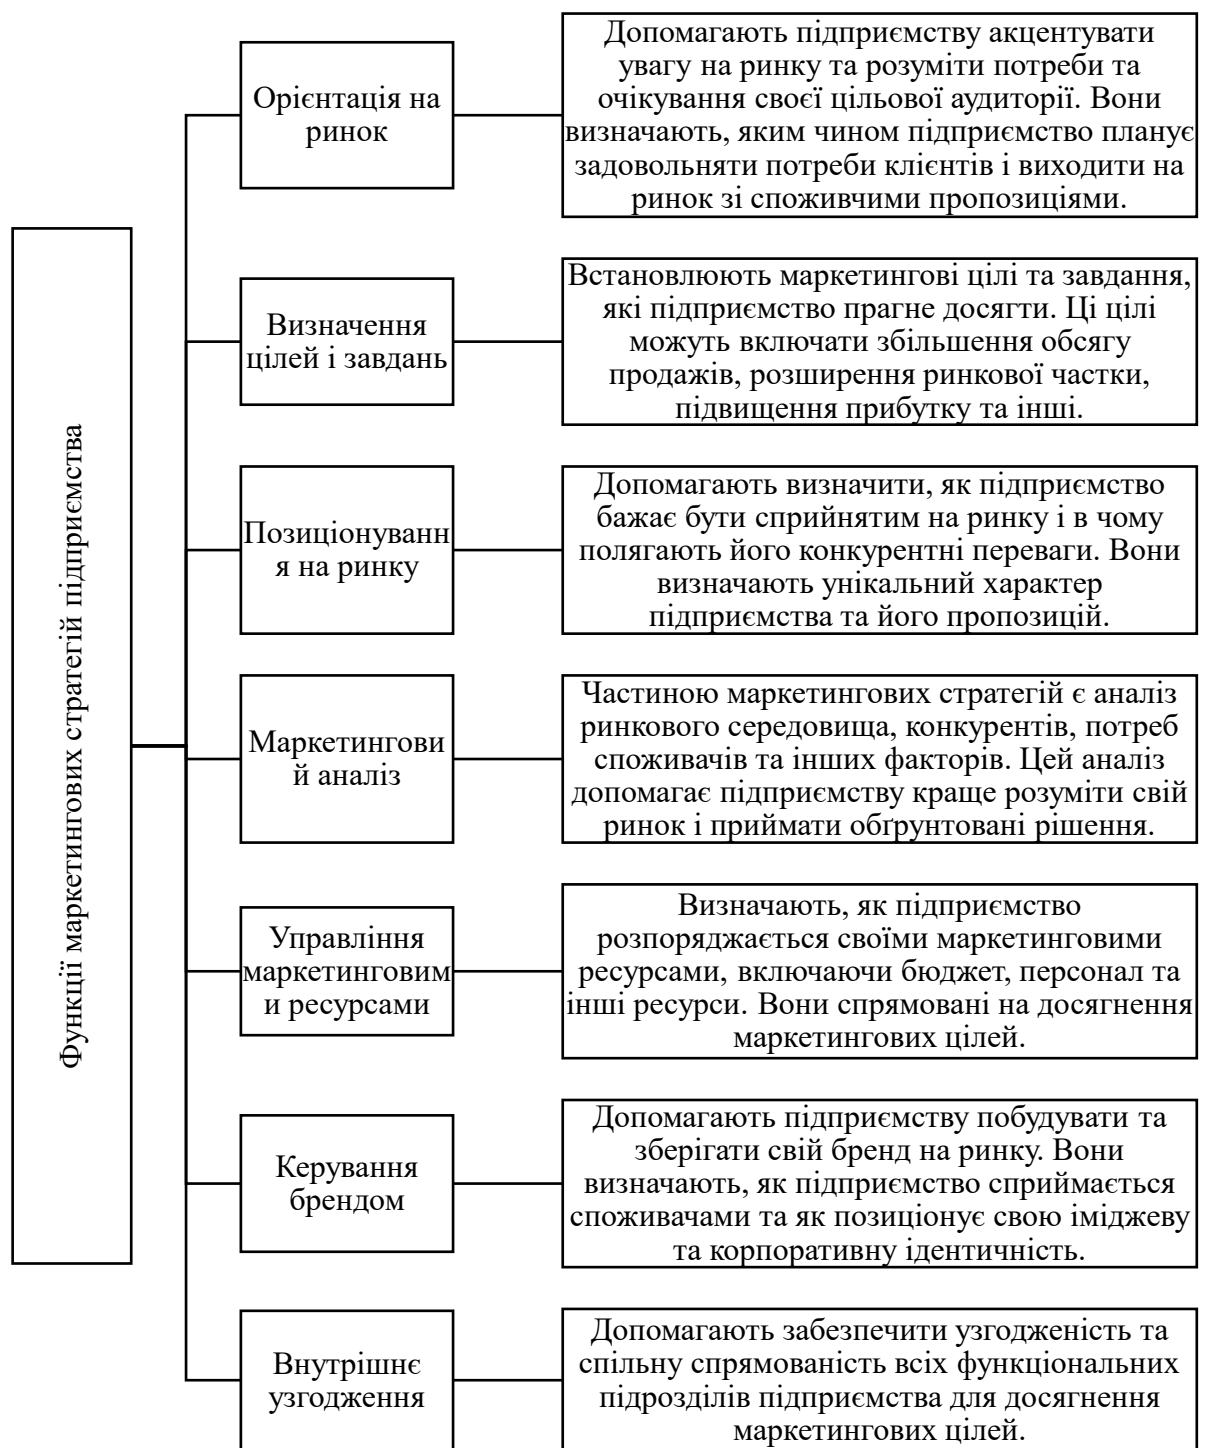 Функції маркетингових стратегій підприємства
Орієнтація на
ринок
Допомагають підприємству акцентувати
увагу на ринку та розуміти потреби та
очікування своєї цільової аудиторії. Вони
визначають, яким чином підприємство планує
задовольняти потреби клієнтів і виходити на
ринок зі споживчими пропозиціями.
Визначення
цілей і завдань
Встановлюють маркетингові цілі та завдання,
які підприємство прагне досягти. Ці цілі
можуть включати збільшення обсягу
продажів, розширення ринкової частки,
підвищення прибутку та інші.
Позиціонуванн
я на ринку
Допомагають визначити, як підприємство
бажає бути сприйнятим на ринку і в чому
полягають його конкурентні переваги. Вони
визначають унікальний характер
підприємства та його пропозицій.
Маркетингови
й аналіз
Частиною маркетингових стратегій є аналіз
ринкового середовища, конкурентів, потреб
споживачів та інших факторів. Цей аналіз
допомагає підприємству краще розуміти свій
ринок і приймати обґрунтовані рішення.
Управління
маркетинговим
и ресурсами
Визначають, як підприємство
розпоряджається своїми маркетинговими
ресурсами, включаючи бюджет, персонал та
інші ресурси. Вони спрямовані на досягнення
маркетингових цілей.
Керування
брендом
Допомагають підприємству побудувати та
зберігати свій бренд на ринку. Вони
визначають, як підприємство сприймається
споживачами та як позиціонує свою іміджеву
та корпоративну ідентичність.
Внутрішнє
узгодження
Допомагають забезпечити узгодженість та
спільну спрямованість всіх функціональних
підрозділів підприємства для досягнення
маркетингових цілей.